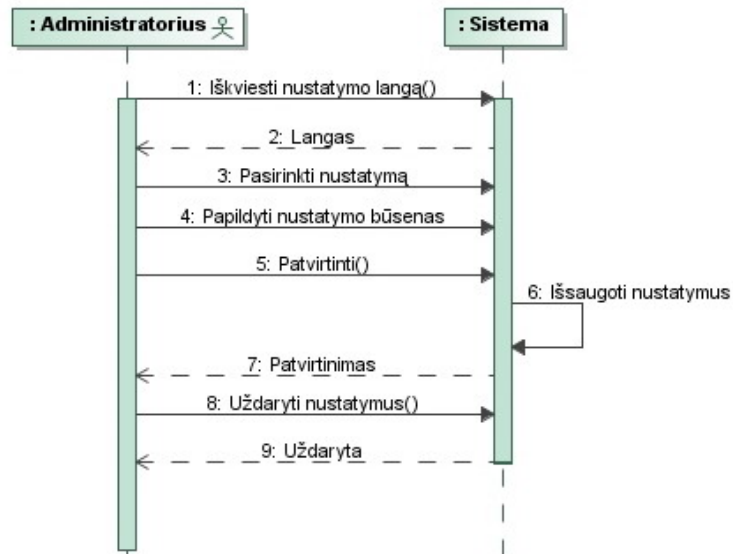 : Administratorius
: Sistema
1: Iškviesti nustatymo langą()
2: Langas
3: Pasirinkti nustatymą
4: Papildyti nustatymo būsenas
5: Patvirtinti()
6: Išsaugoti nustatymus
7: Patvirtinimas
8: Uždaryti nustatymus()
9: Uždaryta